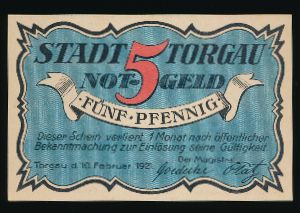 STADT 5 TORGAU
NOT-GELD
FÜNF · PFENNIG
Dieser Schein verliert 1 Monat nach öffentlicher
Bekanntmachung zur Einlösung seine Gültigkeit.
Torgau d. 16. Februar 192
Der Magistrat